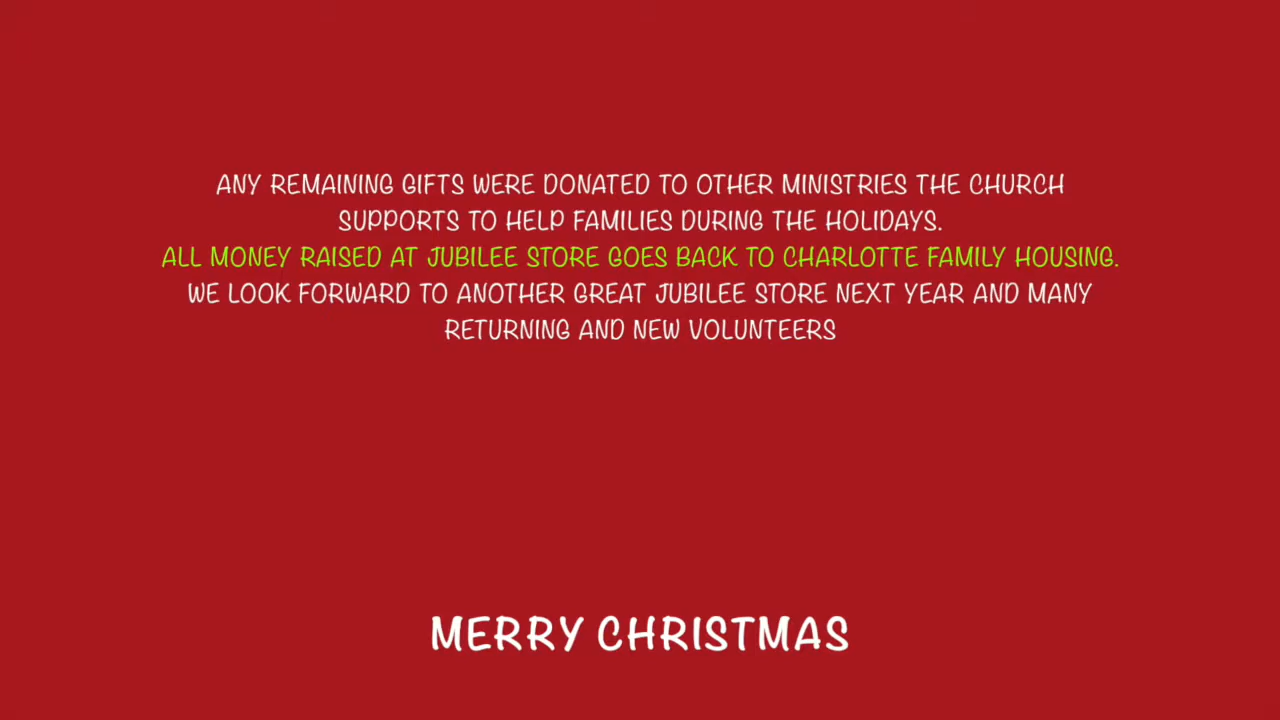 ANY REMAINING GIFTS WERE DONATED TO OTHER MINISTRIES THE CHURCH
SUPPORTS TO HELP FAMILIES DURING THE HOLIDAYS.
ALL MONEY RAISED AT JUBILEE STORE GOES BACK TO CHARLOTTE FAMILY HOUSING.
WE LOOK FORWARD TO ANOTHER GREAT JUBILEE STORE NEXT YEAR AND MANY
RETURNING AND NEW VOLUNTEERS
MERRY CHRISTMAS